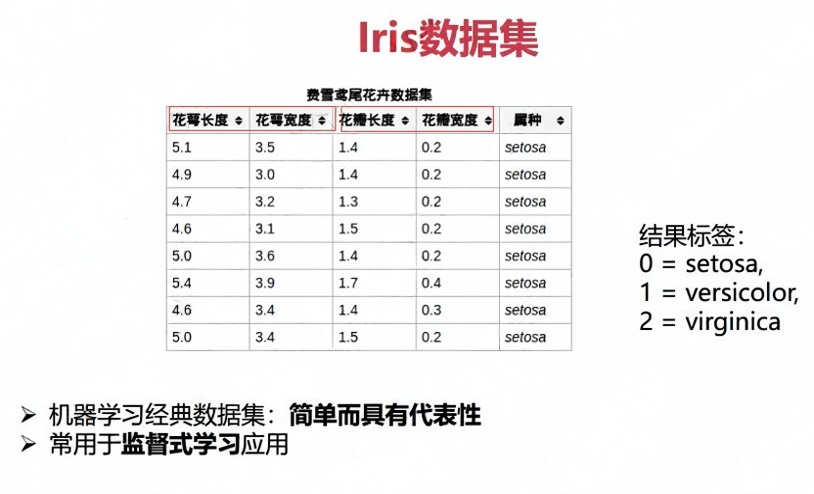 Iris数据集
费雪鸢尾花卉数据集
花萼长度 花萼宽度 花瓣长度 花瓣宽度 属种
5.1 3.5 1.4 0.2 setosa
4.9 3.0 1.4 0.2 setosa
4.7 3.2 1.3 0.2 setosa
4.6 3.1 1.5 0.2 setosa
5.0 3.6 1.4 0.2 setosa
5.4 3.9 1.7 0.4 setosa
4.6 3.4 1.4 0.3 setosa
5.0 3.4 1.5 0.2 setosa
结果标签：
0 = setosa,
1 = versicolor,
2 = virginica
➢ 机器学习经典数据集：简单而具有代表性
➢ 常用于监督式学习应用